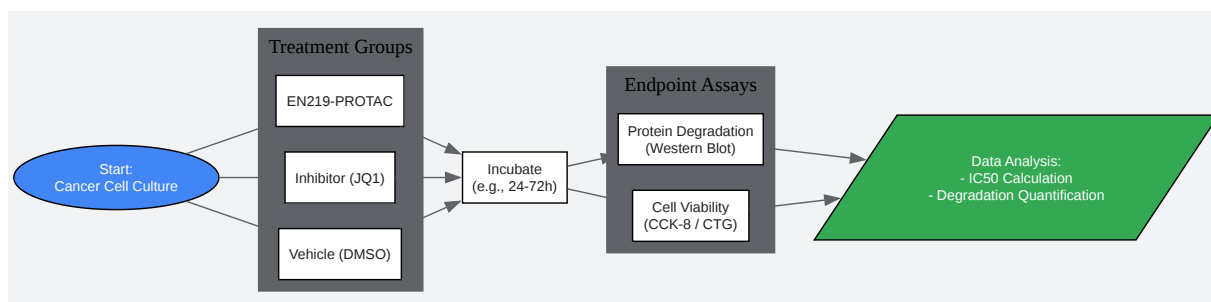 Treatment Groups
EN219-PROTAC
Inhibitor (JQ1)
Vehicle (DMSO)
Start:
Cancer Cell Culture
Incubate
(e.g., 24-72h)
Endpoint Assays
Protein Degradation
(Western Blot)
Cell Viability
(CCK-8 / CTG)
Data Analysis:
- IC50 Calculation
- Degradation Quantification